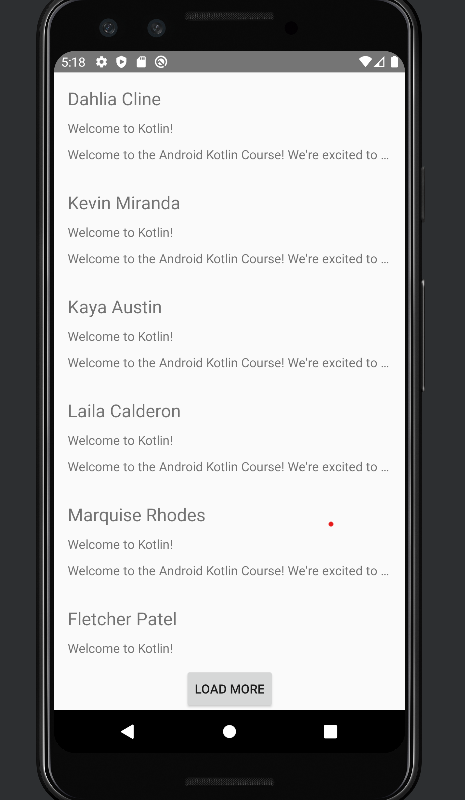 5:18
Dahlia Cline
Welcome to Kotlin!
Welcome to the Android Kotlin Course! We're excited to ...
Kevin Miranda
Welcome to Kotlin!
Welcome to the Android Kotlin Course! We're excited to ...
Kaya Austin
Welcome to Kotlin!
Welcome to the Android Kotlin Course! We're excited to ...
Laila Calderon
Welcome to Kotlin!
Welcome to the Android Kotlin Course! We're excited to ...
Marquise Rhodes
Welcome to Kotlin!
Welcome to the Android Kotlin Course! We're excited to ...
Fletcher Patel
Welcome to Kotlin!
LOAD MORE